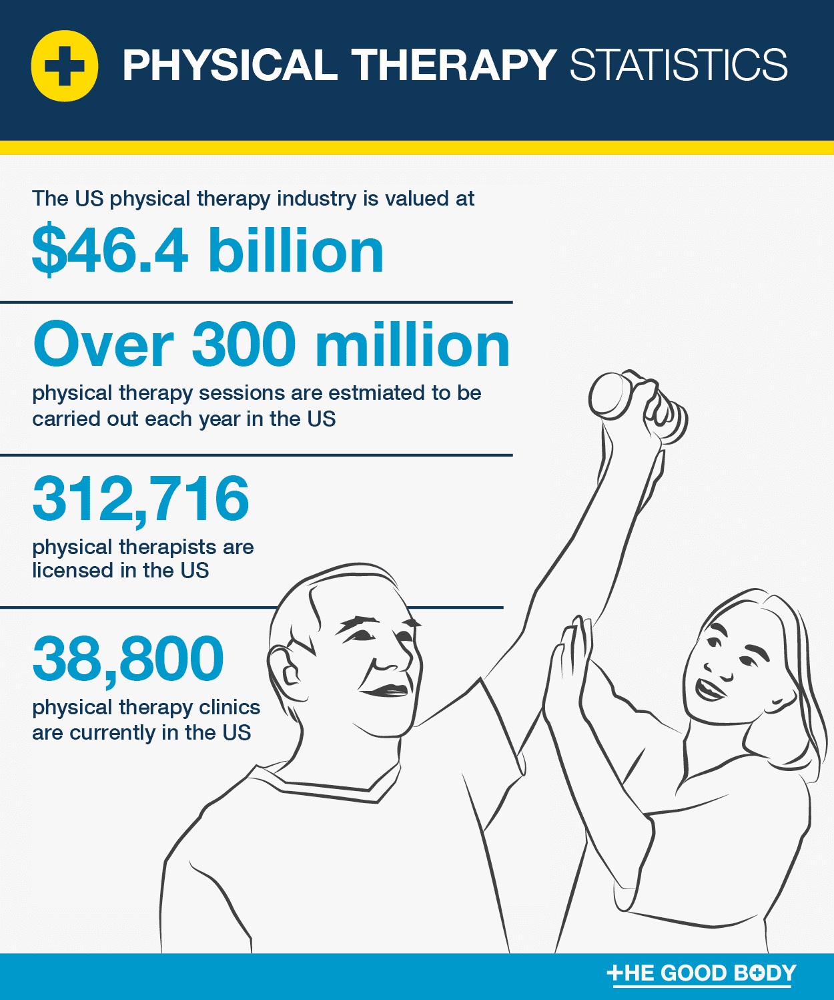 PHYSICAL THERAPY STATISTICS
The US physical therapy industry is valued at
$46.4 billion
Over 300 million
physical therapy sessions are estmiated to be
carried out each year in the US
312,716
physical therapists are
licensed in the US
38,800
physical therapy clinics
are currently in the US
THE GOOD BODY